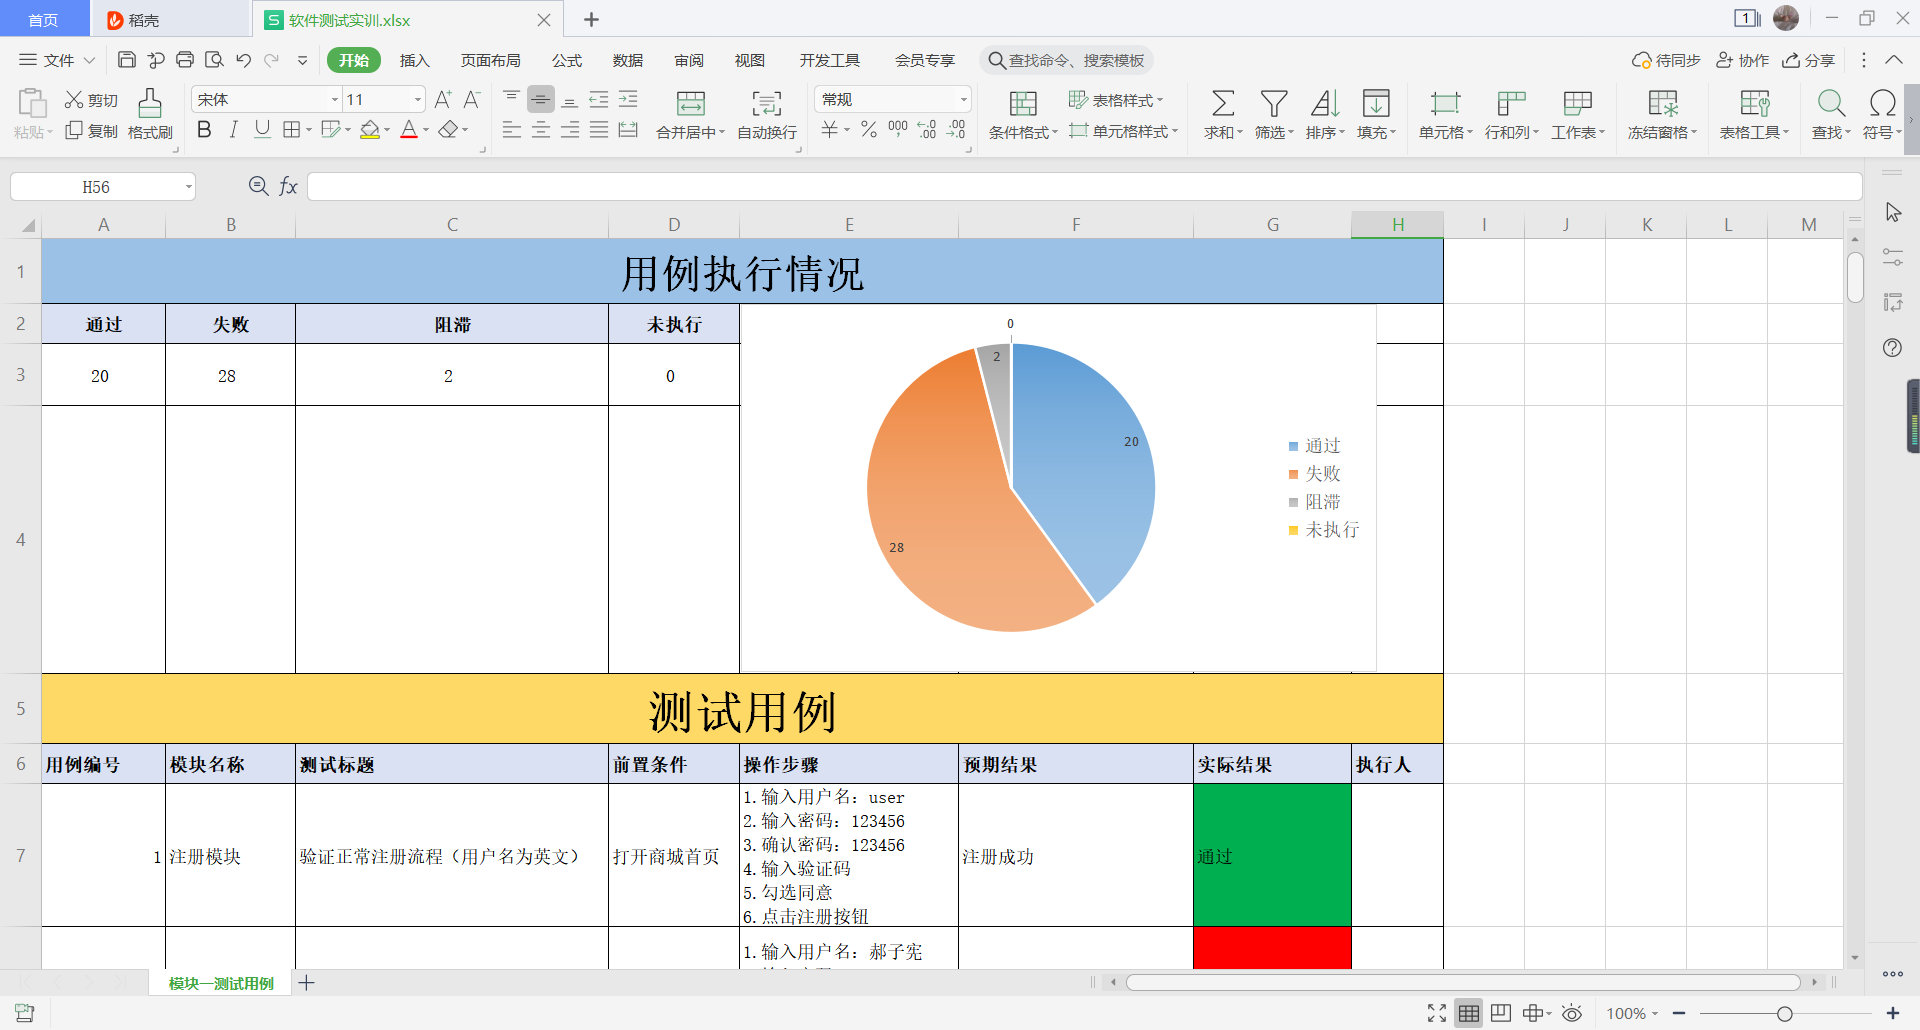 首页 稻壳 S 软件测试实训.xlsx 1
文件 开始 插入 页面布局 公式 数据 审阅 视图 开发工具 会员专享 查找命令、搜索模板 待同步 协作 分享
剪切 宋体 11 常规 表格样式
粘贴 复制 格式刷 B I U A 合并居中 自动换行 ¥ % 000 条件格式 单元格样式 求和 筛选 排序 填充 单元格 行和列 工作表 冻结窗格 表格工具 查找 符号
H56 fx
A B C D E F G H I J K L M
1 用例执行情况
2 通过 失败 阻滞 未执行
3 20 28 2 0
0
2
20
28
通过
失败
阻滞
未执行
4
5 测试用例
6 用例编号 模块名称 测试标题 前置条件 操作步骤 预期结果 实际结果 执行人
7 1 注册模块 验证正常注册流程（用户名为英文） 打开商城首页
1.输入用户名：user
2.输入密码：123456
3.确认密码：123456
4.输入验证码
5.勾选同意
6.点击注册按钮
注册成功 通过
1.输入用户名：郝子宪
模块一测试用例
100%